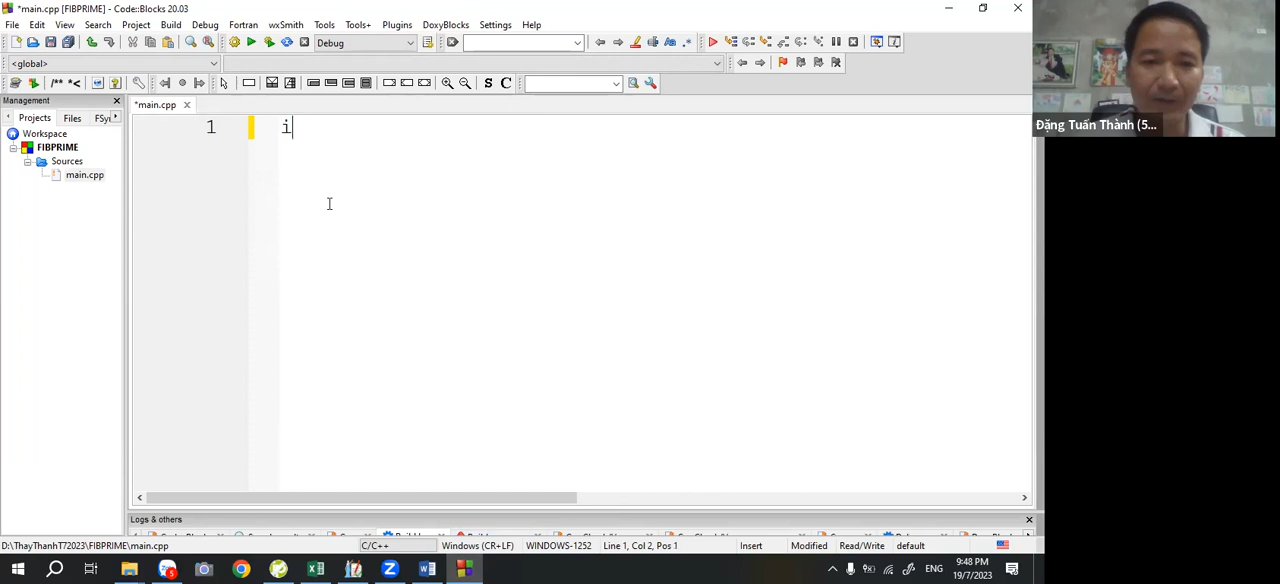 *main.cpp [FIBPRIME] - Code::Blocks 20.03
File Edit View Search Project Build Debug Fortran wxSmith Tools Tools+ Plugins DoxyBlocks Settings Help
Debug
<global>
/** *< S C
Management
*main.cpp
Projects Files FSy
1 i
Workspace
FIBPRIME
Sources
main.cpp
Đặng Tuấn Thành (5...
Logs & others
D:\ThayThanhT72023\FIBPRIME\main.cpp C/C++ Windows (CR+LF) WINDOWS-1252 Line 1, Col 2, Pos 1 Insert Modified Read/Write default
5
ENG
9:48 PM
19/7/2023